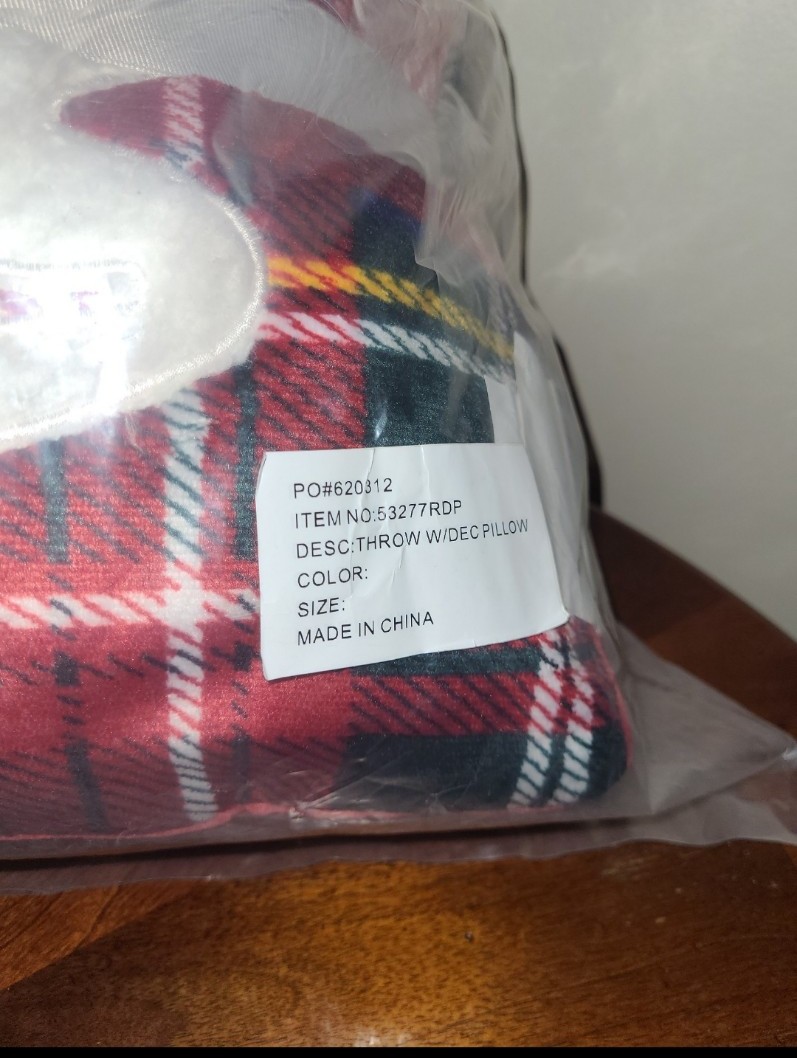 PO#620312
ITEM NO:53277RDP
DESC:THROW W/DEC PILLOW
COLOR:
SIZE:
MADE IN CHINA